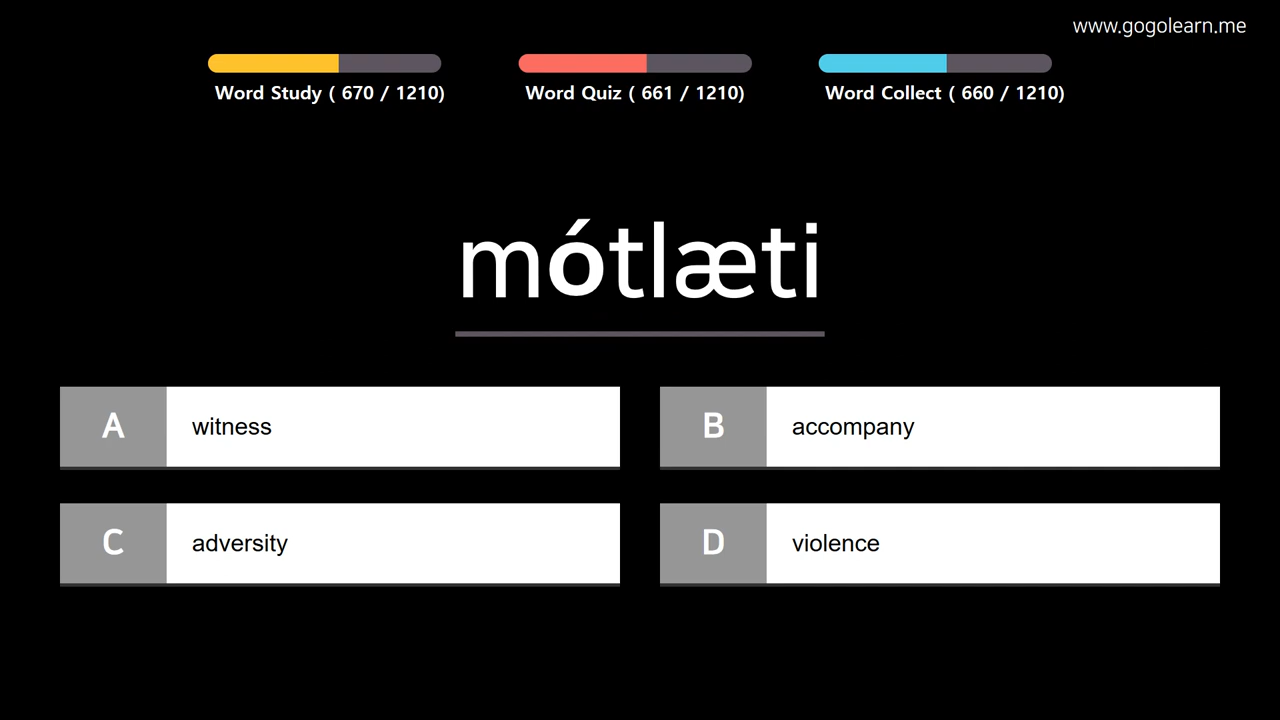 www.gogolearn.me
Word Study ( 670 / 1210)
Word Quiz ( 661 / 1210)
Word Collect ( 660 / 1210)
mótlæti
A witness
B accompany
C adversity
D violence